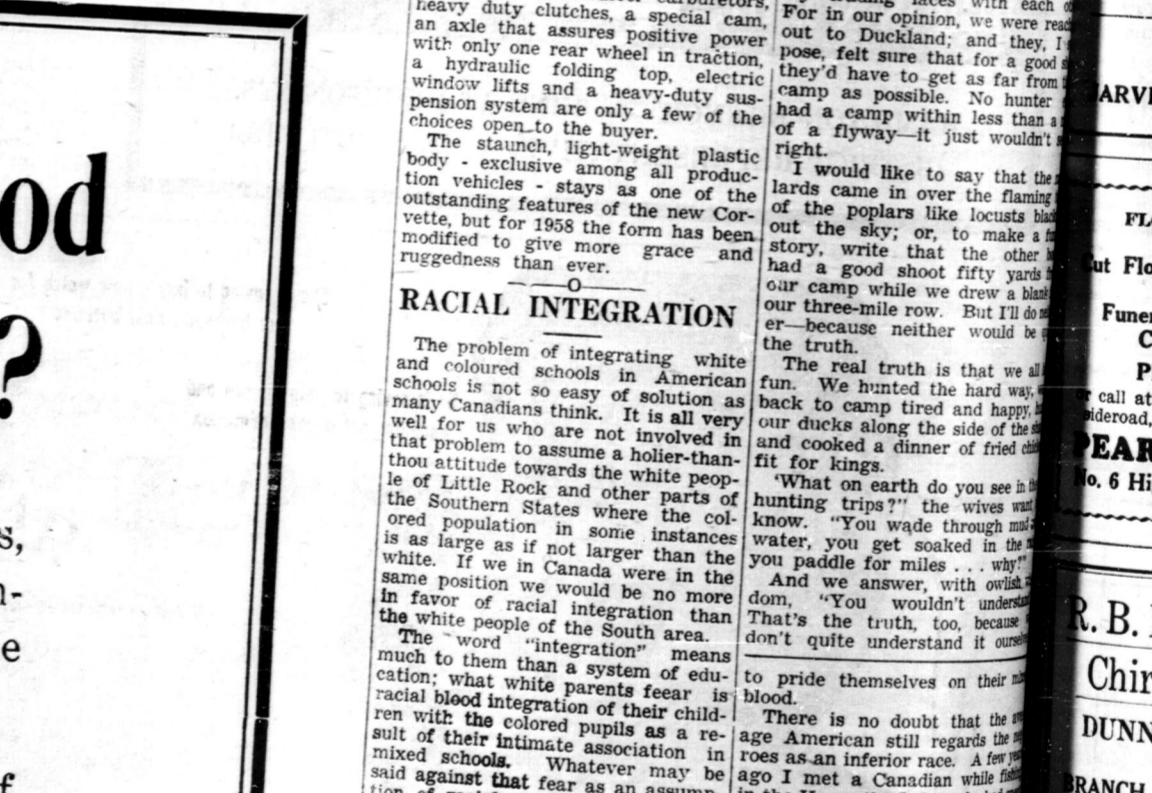 od
?
s,
n-
e
f
heavy duty clutches, a special cam,
an axle that assures positive power
with only one rear wheel in traction,
a hydraulic folding top, electric
window lifts and a heavy-duty sus-
pension system are only a few of the
choices open to the buyer.
The staunch, light-weight plastic
body - exclusive among all produc-
tion vehicles - stays as one of the
outstanding features of the new Cor-
vette, but for 1958 the form has been
modified to give more grace and
ruggedness than ever.
O
RACIAL INTEGRATION
The problem of integrating white
and coloured schools in American
schools is not so easy of solution as
many Canadians think. It is all very
well for us who are not involved in
that problem to assume a holier-than-
thou attitude towards the white peop-
le of Little Rock and other parts of
the Southern States where the col-
ored population in some instances
is as large as if not larger than the
white. If we in Canada were in the
same position we would be no more
in favor of racial integration than
the white people of the South area.
The word "integration" means
much to them than a system of edu-
cation; what white parents feear is
racial blood integration of their child-
ren with the colored pupils as a re-
sult of their intimate association in
mixed schools. Whatever may be
said against that fear as an assump
with each
For in our opinion, we were
out to Duckland; and they, I
pose, felt sure that for a good
they'd have to get as far from
camp as possible. No hunter
had a camp within less than a
of a flyway—it just wouldn't
right.
I would like to say that the
lards came in over the flaming
of the poplars like locusts
out the sky; or, to make a
story, write that the other
had a good shoot fifty yards
our camp while we drew a blank
our three-mile row. But I'll do
er—because neither would be
the truth.
The real truth is that we all
fun. We hunted the hard way,
back to camp tired and happy,
our ducks along the side of the
and cooked a dinner of fried
fit for kings.
'What on earth do you see in
hunting trips?" the wives want
know. "You wade through mud
water, you get soaked in the
you paddle for miles . . . why?"
And we answer, with owlish
dom, "You wouldn't understand
That's the truth, too, because
don't quite understand it
to pride themselves on their
blood.
There is no doubt that the
age American still regards the
roes as an inferior race. A few
ago I met a Canadian while
ARV
FL
Cut Flo
Funer
C
P
or call at
sideroad,
PEAR
No. 6 Hi
R. B.
Chir
DUNN
BRANCH